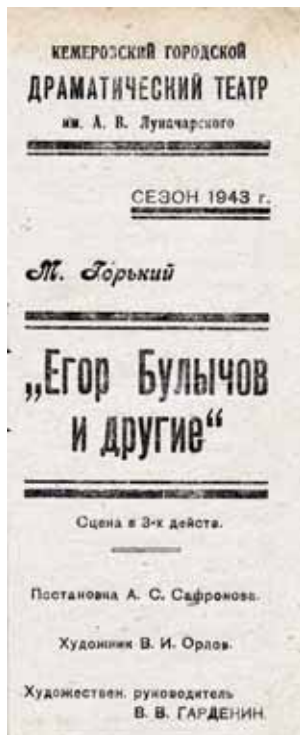 КЕМЕРОВСКИЙ ГОРОДСКОЙ
ДРАМАТИЧЕСКИЙ ТЕАТР
им. А. В. Луначарского
СЕЗОН 1943 г.
М. Горький
„Егор Булычов
и другие“
Сцена в 3-х действ.
Постановка А. С. Сафронова.
Художник В. И. Орлов.
Художествен. руководитель
В. В. ГАРДЕНИН.